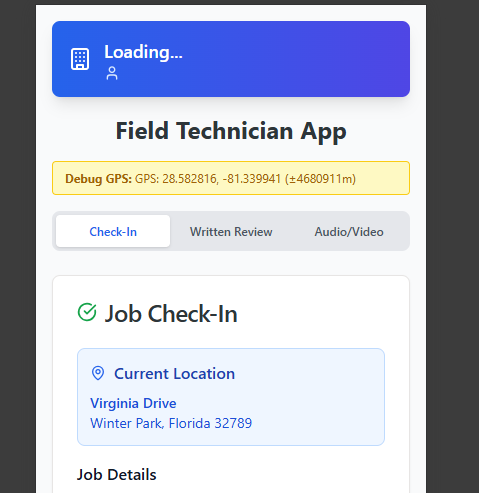 Loading...
Field Technician App
Debug GPS: GPS: 28.582816, -81.339941 (±4680911m)
Check-In
Written Review
Audio/Video
Job Check-In
Current Location
Virginia Drive
Winter Park, Florida 32789
Job Details